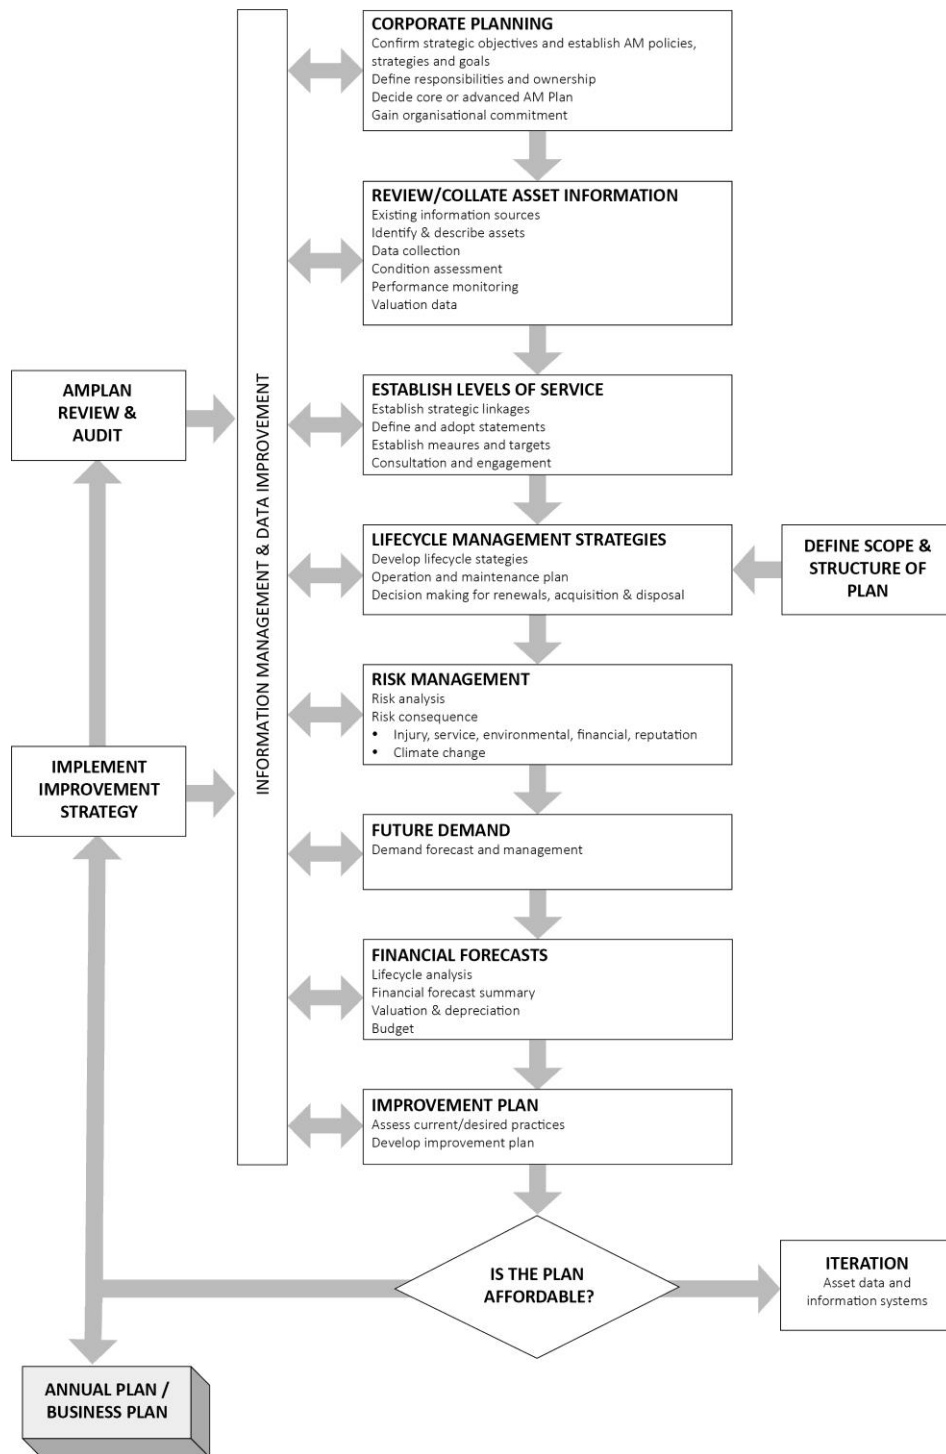 CORPORATE PLANNING
Confirm strategic objectives and establish AM policies,
strategies and goals
Define responsibilities and ownership
Decide core or advanced AM Plan
Gain organisational commitment
REVIEW/COLLATE ASSET INFORMATION
Existing information sources
Identify & describe assets
Data collection
Condition assessment
Performance monitoring
Valuation data
INFORMATION MANAGEMENT & DATA IMPROVEMENT
AMPLAN
REVIEW &
AUDIT
ESTABLISH LEVELS OF SERVICE
Establish strategic linkages
Define and adopt statements
Establish meaures and targets
Consultation and engagement
LIFECYCLE MANAGEMENT STRATEGIES
Develop lifecycle stategies
Operation and maintenance plan
Decision making for renewals, acquisition & disposal
DEFINE SCOPE &
STRUCTURE OF
PLAN
RISK MANAGEMENT
Risk analysis
Risk consequence
• Injury, service, environmental, financial, reputation
• Climate change
IMPLEMENT
IMPROVEMENT
STRATEGY
FUTURE DEMAND
Demand forecast and management
FINANCIAL FORECASTS
Lifecycle analysis
Financial forecast summary
Valuation & depreciation
Budget
IMPROVEMENT PLAN
Assess current/desired practices
Develop improvement plan
IS THE PLAN
AFFORDABLE?
ITERATION
Asset data and
information systems
ANNUAL PLAN /
BUSINESS PLAN